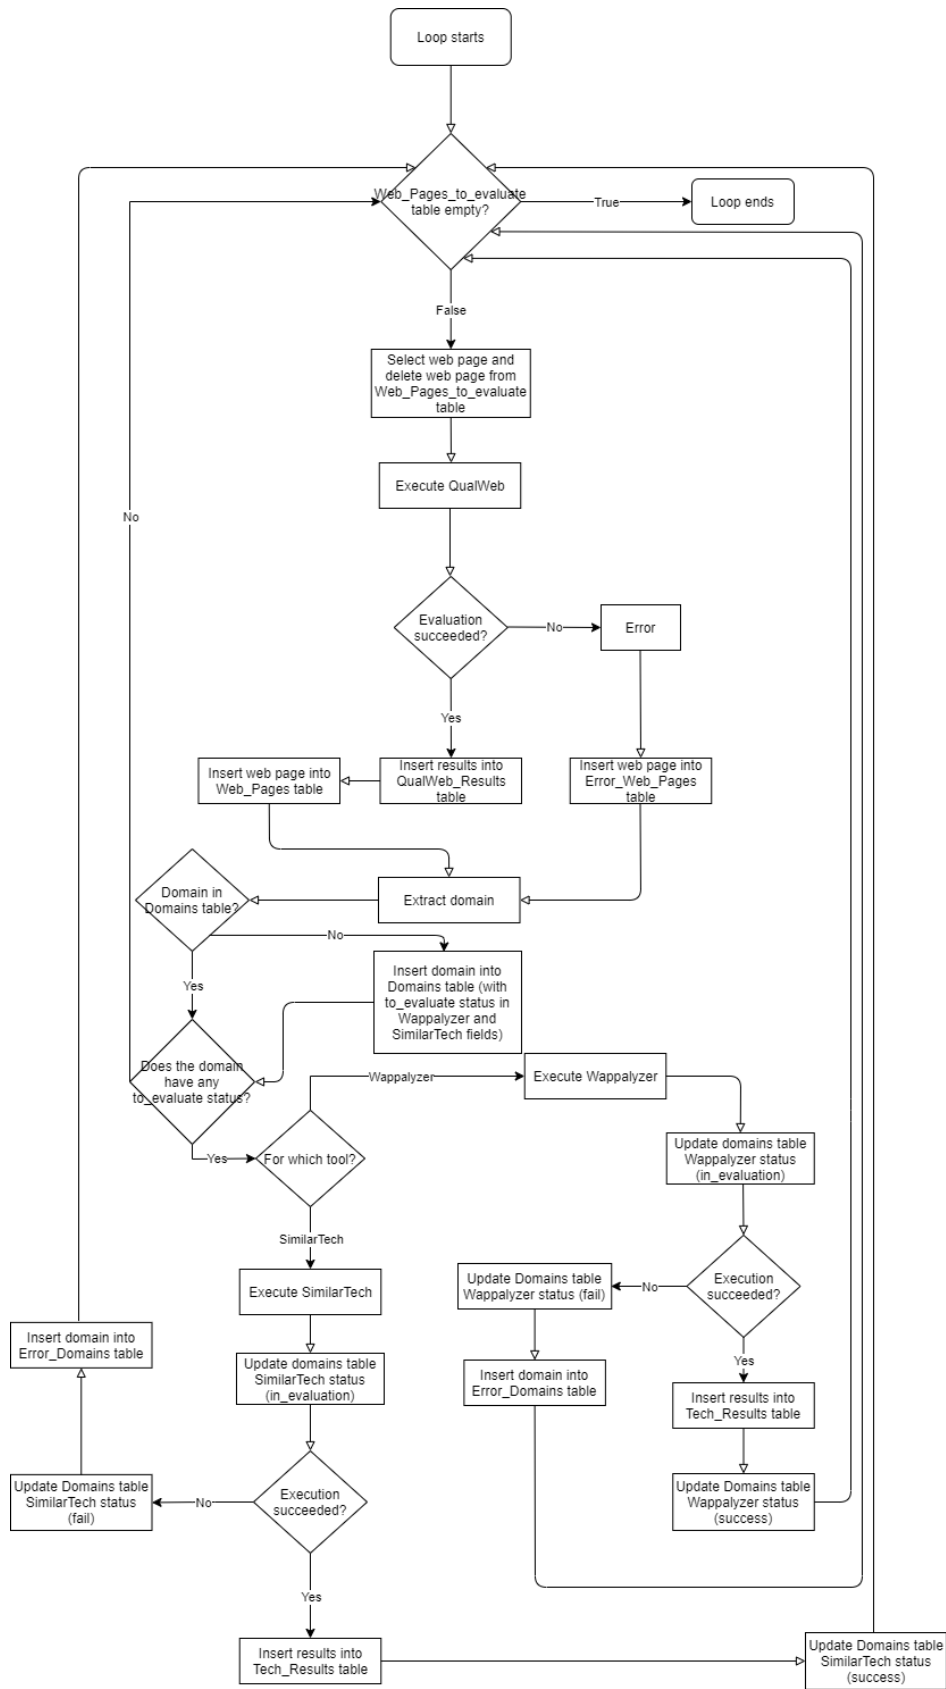 Loop starts
Web_Pages_to_evaluate
table empty?
True
Loop ends
False
Select web page and
delete web page from
Web_Pages_to_evaluate
table
Execute QualWeb
No
Evaluation
succeeded?
No
Error
Yes
Insert web page into
Web_Pages table
Insert results into
QualWeb_Results
table
Insert web page into
Error_Web_Pages
table
Domain in
Domains table?
Extract domain
No
Yes
Insert domain into
Domains table (with
to_evaluate status in
Wappalyzer and
SimilarTech fields)
Does the domain
have any
to_evaluate status?
Wappalyzer
Execute Wappalyzer
Yes
For which tool?
Update domains table
Wappalyzer status
(in_evaluation)
SimilarTech
Execute SimilarTech
Update Domains table
Wappalyzer status (fail)
No
Execution
succeeded?
Insert domain into
Error_Domains table
Update domains table
SimilarTech status
(in_evaluation)
Insert domain into
Error_Domains table
Yes
Insert results into
Tech_Results table
Update Domains table
SimilarTech status
(fail)
No
Execution
succeeded?
Update Domains table
Wappalyzer status
(success)
Yes
Insert results into
Tech_Results table
Update Domains table
SimilarTech status
(success)